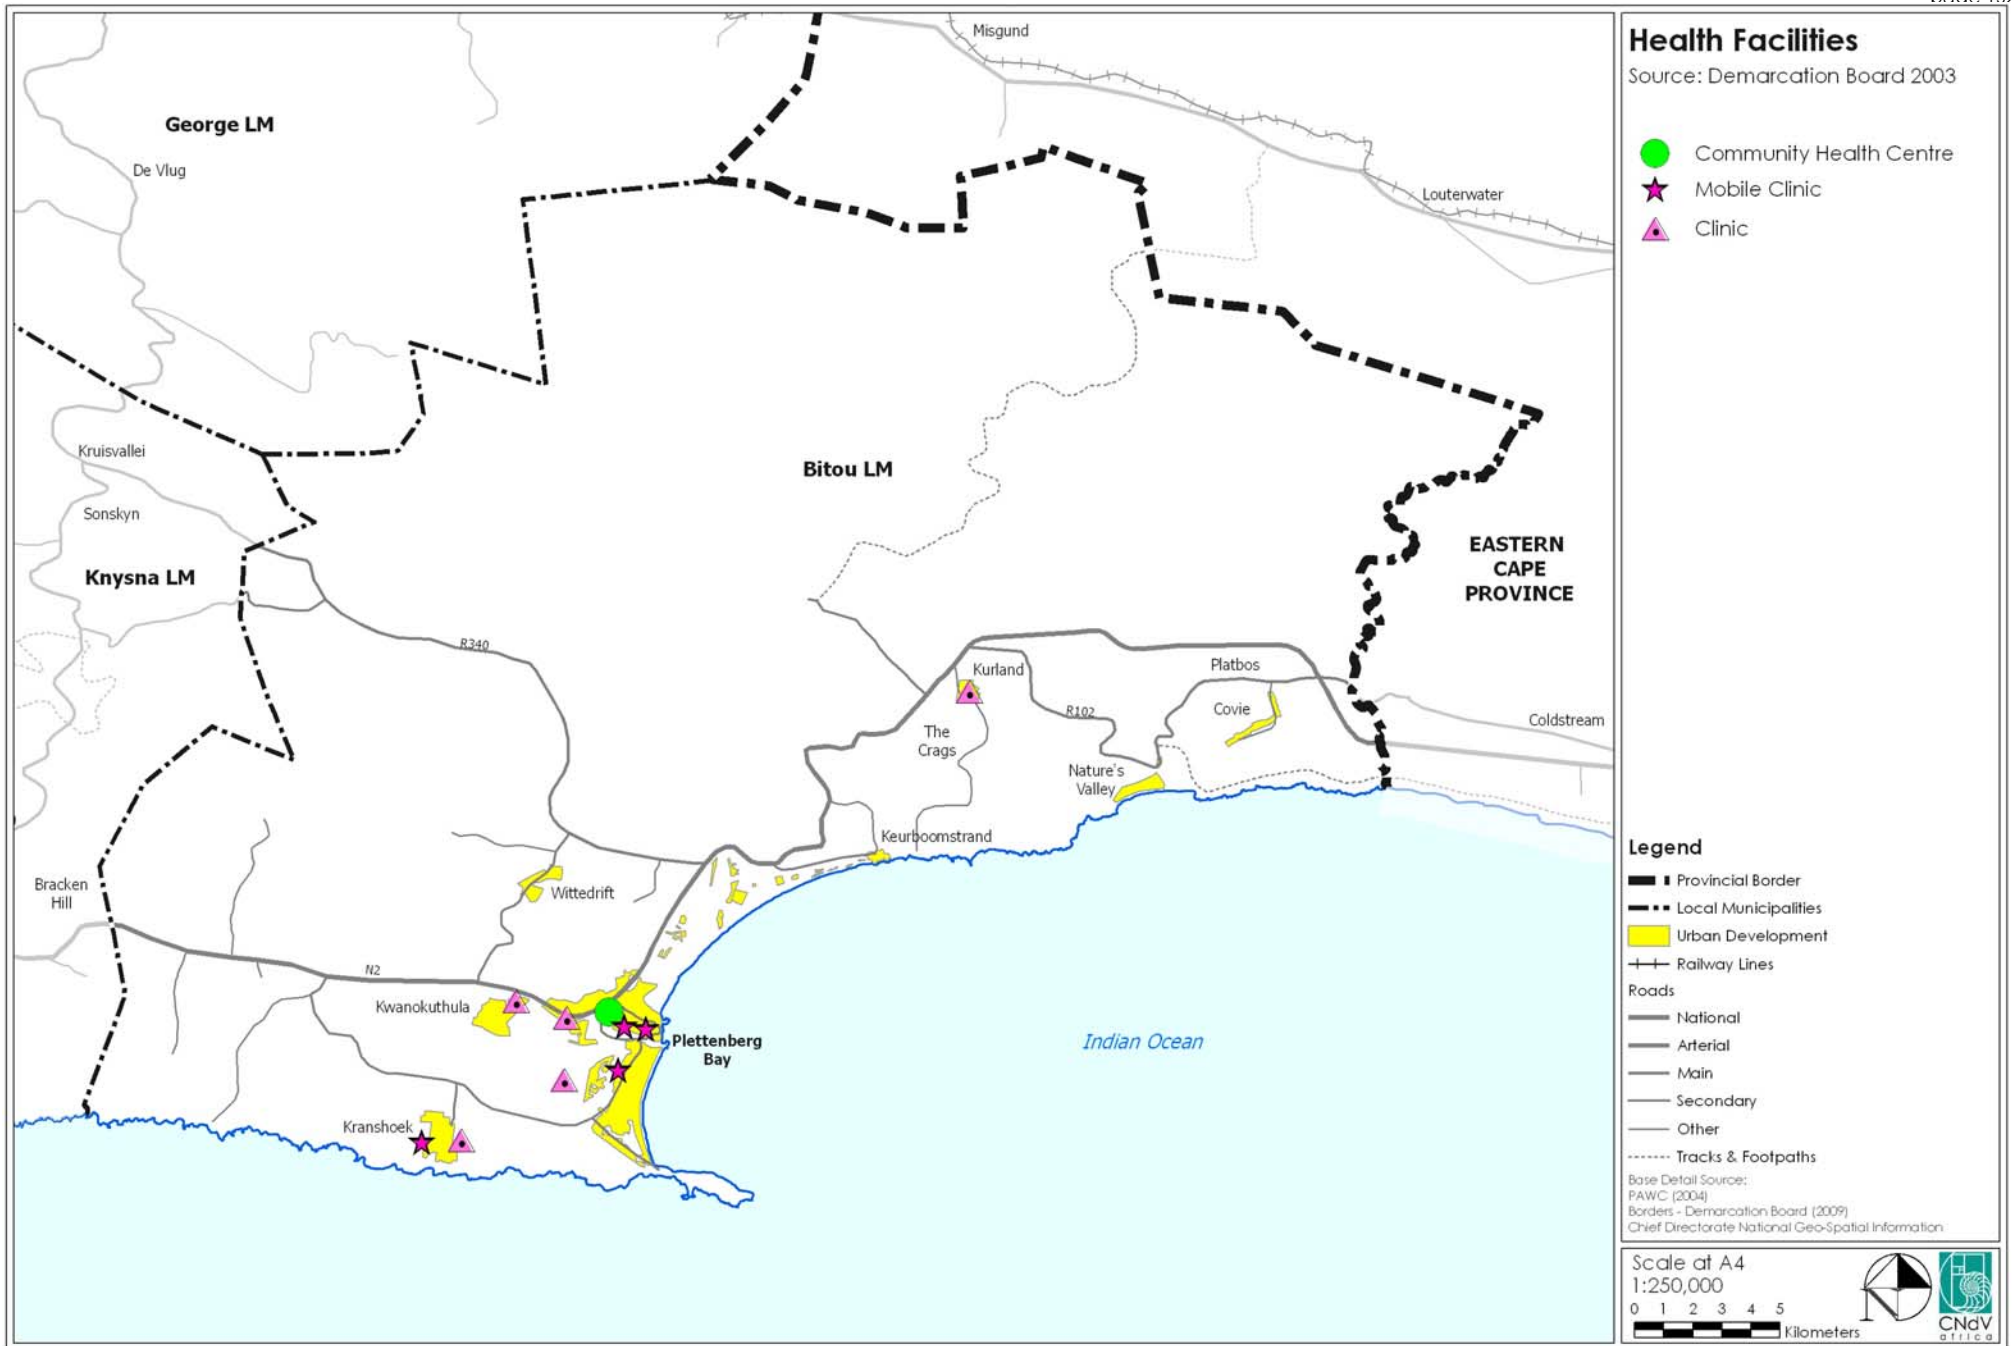 Misgund
George LM
De Vlug
Louterwater
Kruisvallei
Bitou LM
Sonskyn
EASTERN
CAPE
PROVINCE
Knysna LM
R340
Kurland
Platbos
R102
Covie
Coldstream
The
Crags
Nature's
Valley
Keurboomstrand
Bracken
Hill
Wittedrift
N2
Kwanokuthula
Plettenberg
Bay
Indian Ocean
Kranshoek
Health Facilities
Source: Demarcation Board 2003
Community Health Centre
Mobile Clinic
Clinic
Legend
Provincial Border
Local Municipalities
Urban Development
Railway Lines
Roads
National
Arterial
Main
Secondary
Other
Tracks & Footpaths
Base Detail Source:
PAWC (2004)
Borders - Demarcation Board (2009)
Chief Directorate National Geo-Spatial Information
Scale at A4
1:250,000
0 1 2 3 4 5
Kilometers
CNdV
africa